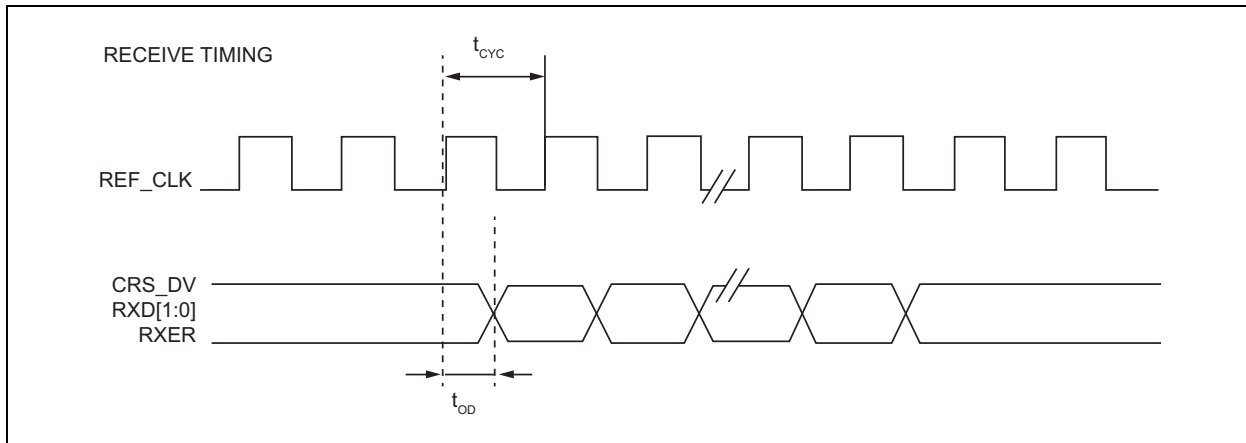 RECEIVE TIMING
tCYC
REF_CLK
CRS_DV
RXD[1:0]
RXER
tOD